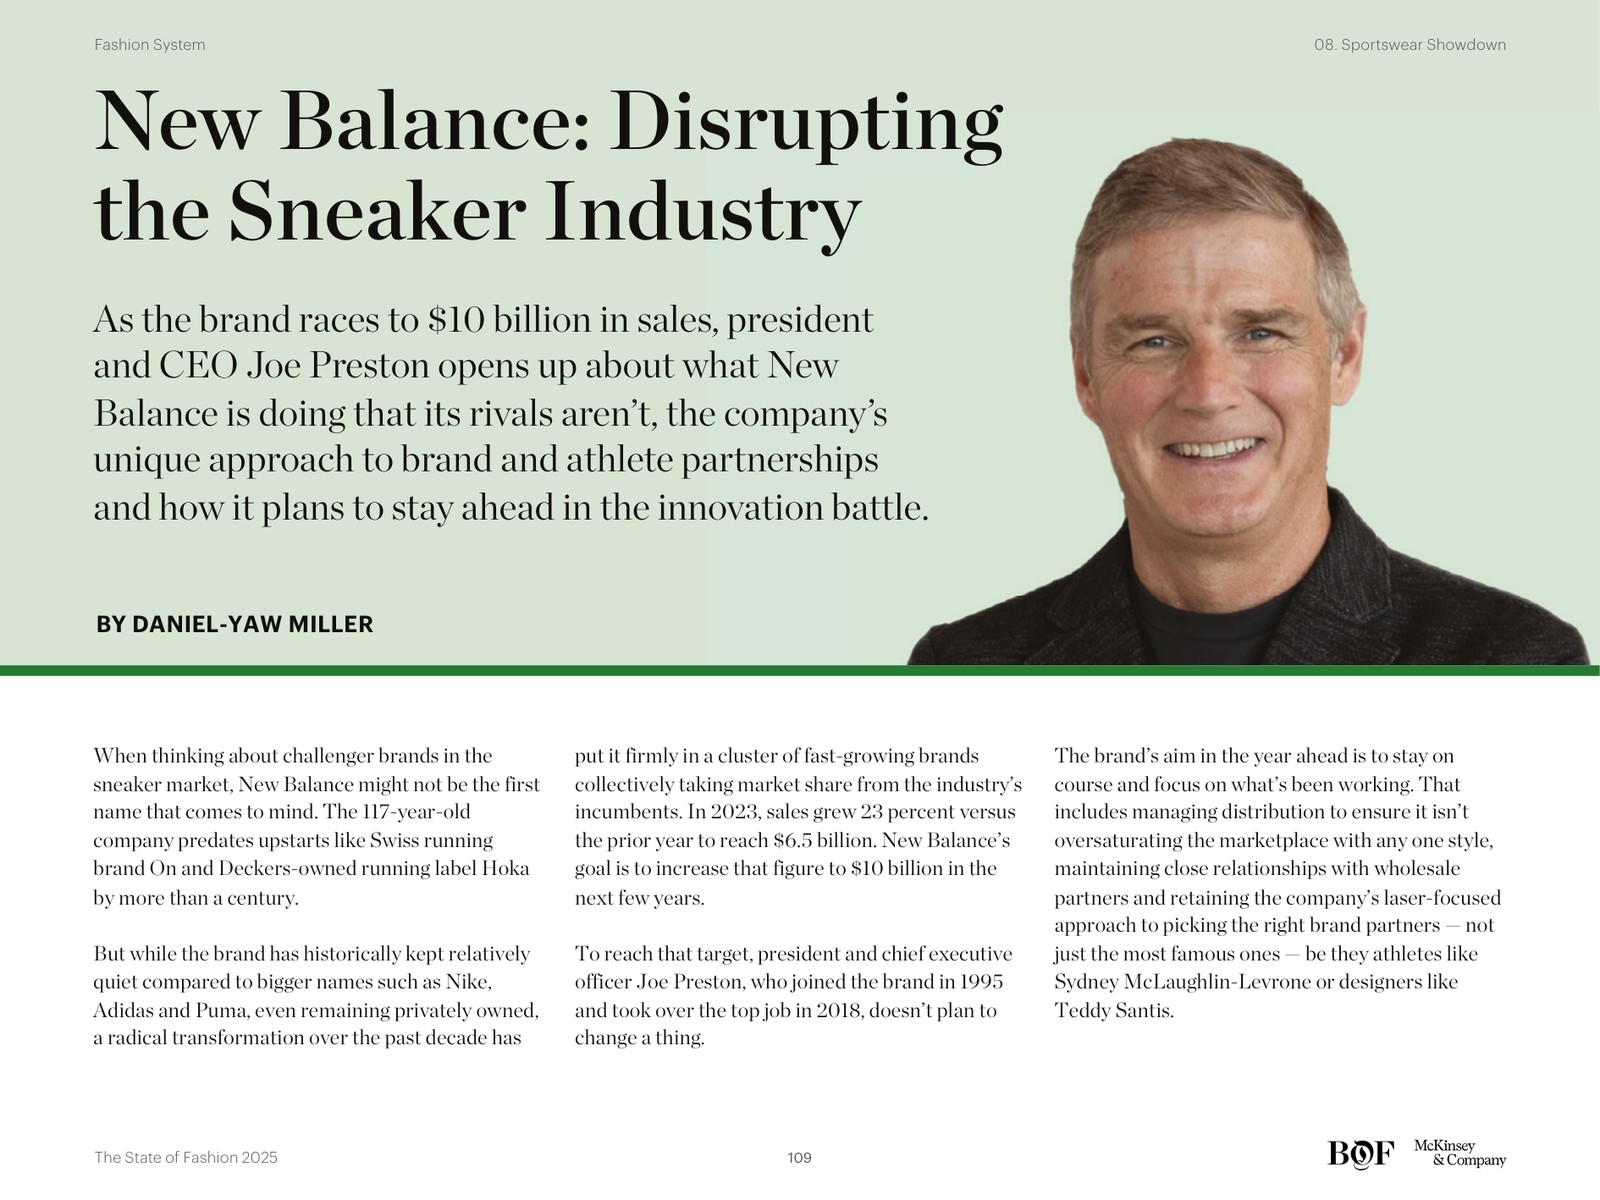 Fashion System
08. Sportswear Showdown
New Balance: Disrupting
the Sneaker Industry
As the brand races to $10 billion in sales, president
and CEO Joe Preston opens up about what New
Balance is doing that its rivals aren’t, the company’s
unique approach to brand and athlete partnerships
and how it plans to stay ahead in the innovation battle.
BY DANIEL-YAW MILLER
When thinking about challenger brands in the
sneaker market, New Balance might not be the first
name that comes to mind. The 117-year-old
company predates upstarts like Swiss running
brand On and Deckers-owned running label Hoka
by more than a century.
But while the brand has historically kept relatively
quiet compared to bigger names such as Nike,
Adidas and Puma, even remaining privately owned,
a radical transformation over the past decade has
put it firmly in a cluster of fast-growing brands
collectively taking market share from the industry’s
incumbents. In 2023, sales grew 23 percent versus
the prior year to reach $6.5 billion. New Balance’s
goal is to increase that figure to $10 billion in the
next few years.
To reach that target, president and chief executive
officer Joe Preston, who joined the brand in 1995
and took over the top job in 2018, doesn’t plan to
change a thing.
The brand’s aim in the year ahead is to stay on
course and focus on what’s been working. That
includes managing distribution to ensure it isn’t
oversaturating the marketplace with any one style,
maintaining close relationships with wholesale
partners and retaining the company’s laser-focused
approach to picking the right brand partners — not
just the most famous ones — be they athletes like
Sydney McLaughlin-Levrone or designers like
Teddy Santis.
The State of Fashion 2025
109
BOF
McKinsey
& Company